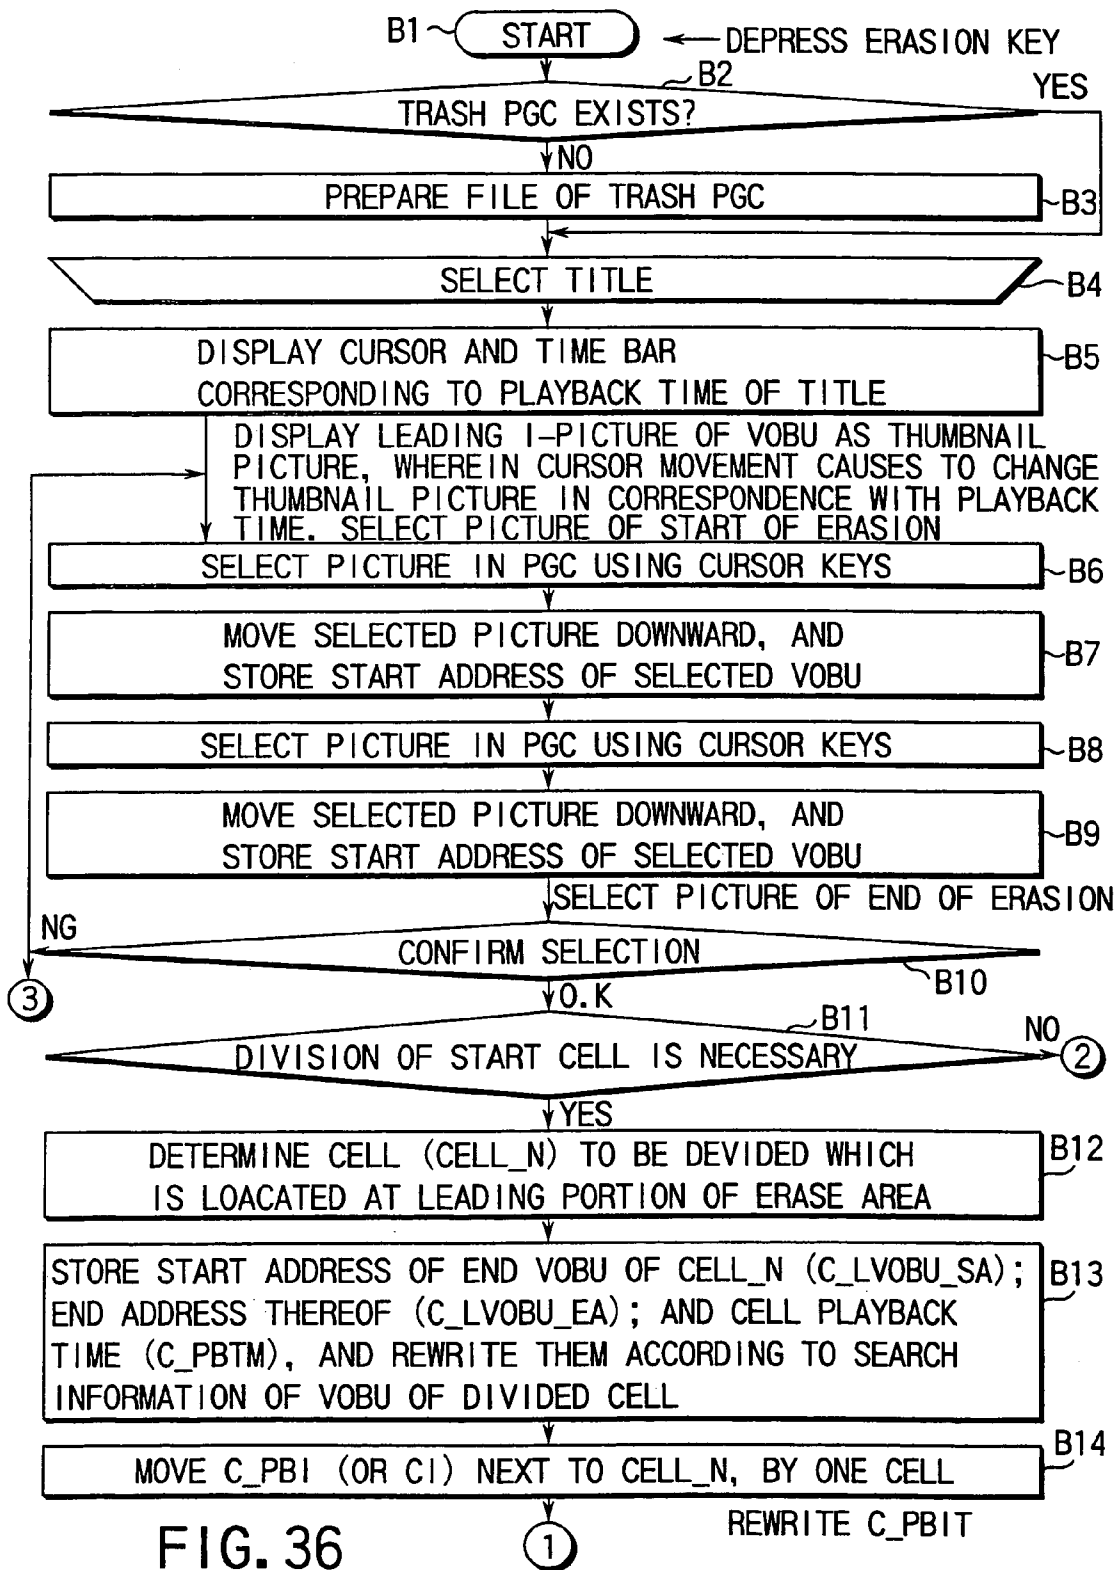 B1
START
DEPRESS ERASION KEY
B2
YES
TRASH PGC EXISTS?
NO
PREPARE FILE OF TRASH PGC
B3
SELECT TITLE
B4
DISPLAY CURSOR AND TIME BAR
CORRESPONDING TO PLAYBACK TIME OF TITLE
B5
DISPLAY LEADING I-PICTURE OF VOBU AS THUMBNAIL
PICTURE, WHEREIN CURSOR MOVEMENT CAUSES TO CHANGE
THUMBNAIL PICTURE IN CORRESPONDENCE WITH PLAYBACK
TIME. SELECT PICTURE OF START OF ERASION
SELECT PICTURE IN PGC USING CURSOR KEYS
B6
MOVE SELECTED PICTURE DOWNWARD, AND
STORE START ADDRESS OF SELECTED VOBU
B7
SELECT PICTURE IN PGC USING CURSOR KEYS
B8
MOVE SELECTED PICTURE DOWNWARD, AND
STORE START ADDRESS OF SELECTED VOBU
B9
SELECT PICTURE OF END OF ERASION
NG
CONFIRM SELECTION
B10
3
O.K
B11
NO
DIVISION OF START CELL IS NECESSARY
2
YES
DETERMINE CELL (CELL_N) TO BE DEVIDED WHICH
IS LOACATED AT LEADING PORTION OF ERASE AREA
B12
STORE START ADDRESS OF END VOBU OF CELL_N (C_LVOBU_SA);
END ADDRESS THEREOF (C_LVOBU_EA); AND CELL PLAYBACK
TIME (C_PBTM), AND REWRITE THEM ACCORDING TO SEARCH
INFORMATION OF VOBU OF DIVIDED CELL
B13
B14
MOVE C_PBI (OR CI) NEXT TO CELL_N, BY ONE CELL
REWRITE C_PBIT
1
FIG. 36